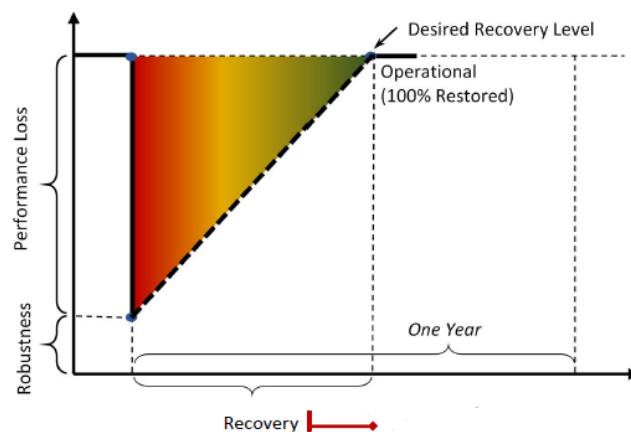 Desired Recovery Level
Operational
(100% Restored)
Performance Loss
Robustness
One Year
Recovery